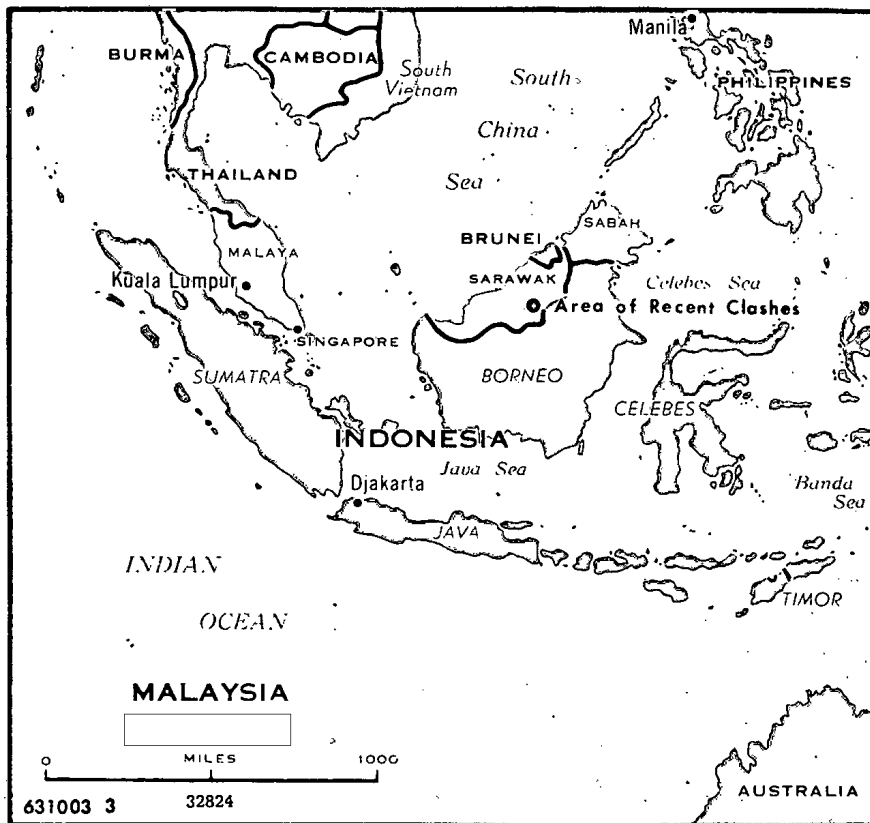 Manila
BURMA
CAMBODIA
South
Vietnam
South
China
Sea
PHILIPPINES
THAILAND
MALAYA
Kuala Lumpur
SINGAPORE
SUMATRA
BRUNEI
SABAH
SARAWAK
Celebes Sea
Area of Recent Clashes
BORNEO
CELEBES
INDONESIA
Java Sea
Djakarta
JAVA
Banda
Sea
TIMOR
INDIAN
OCEAN
MALAYSIA
MILES
0 1000
631003 3 32824
AUSTRALIA